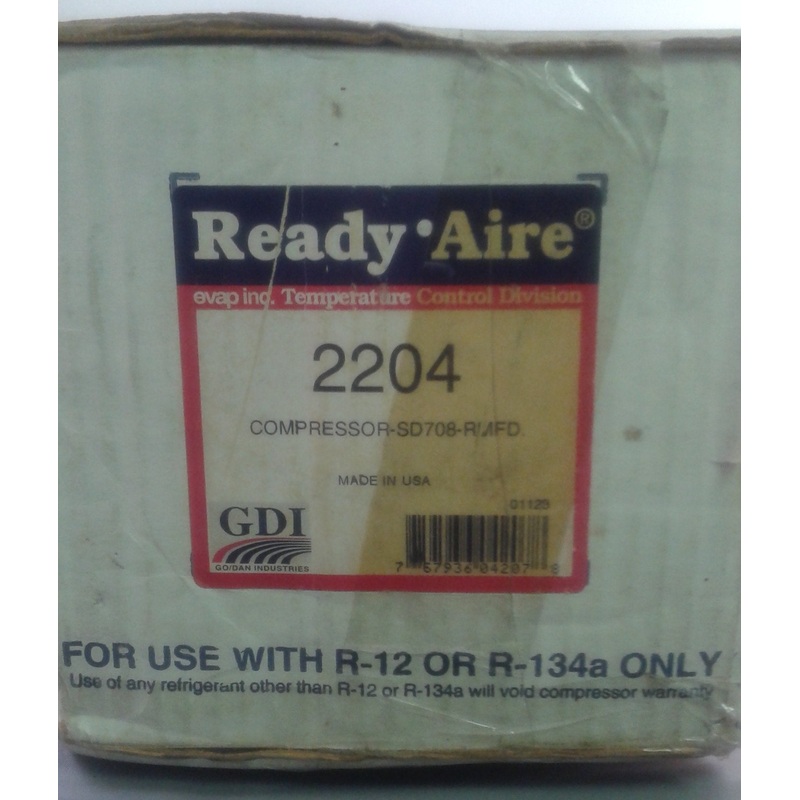 Ready•Aire®
evap inc. Temperature Control Division
2204
COMPRESSOR-SD708-RMFD.
MADE IN USA
01123
GDI
GO/DAN INDUSTRIES
7 57936 04207 8
FOR USE WITH R-12 OR R-134a ONLY
Use of any refrigerant other than R-12 or R-134a will void compressor warranty